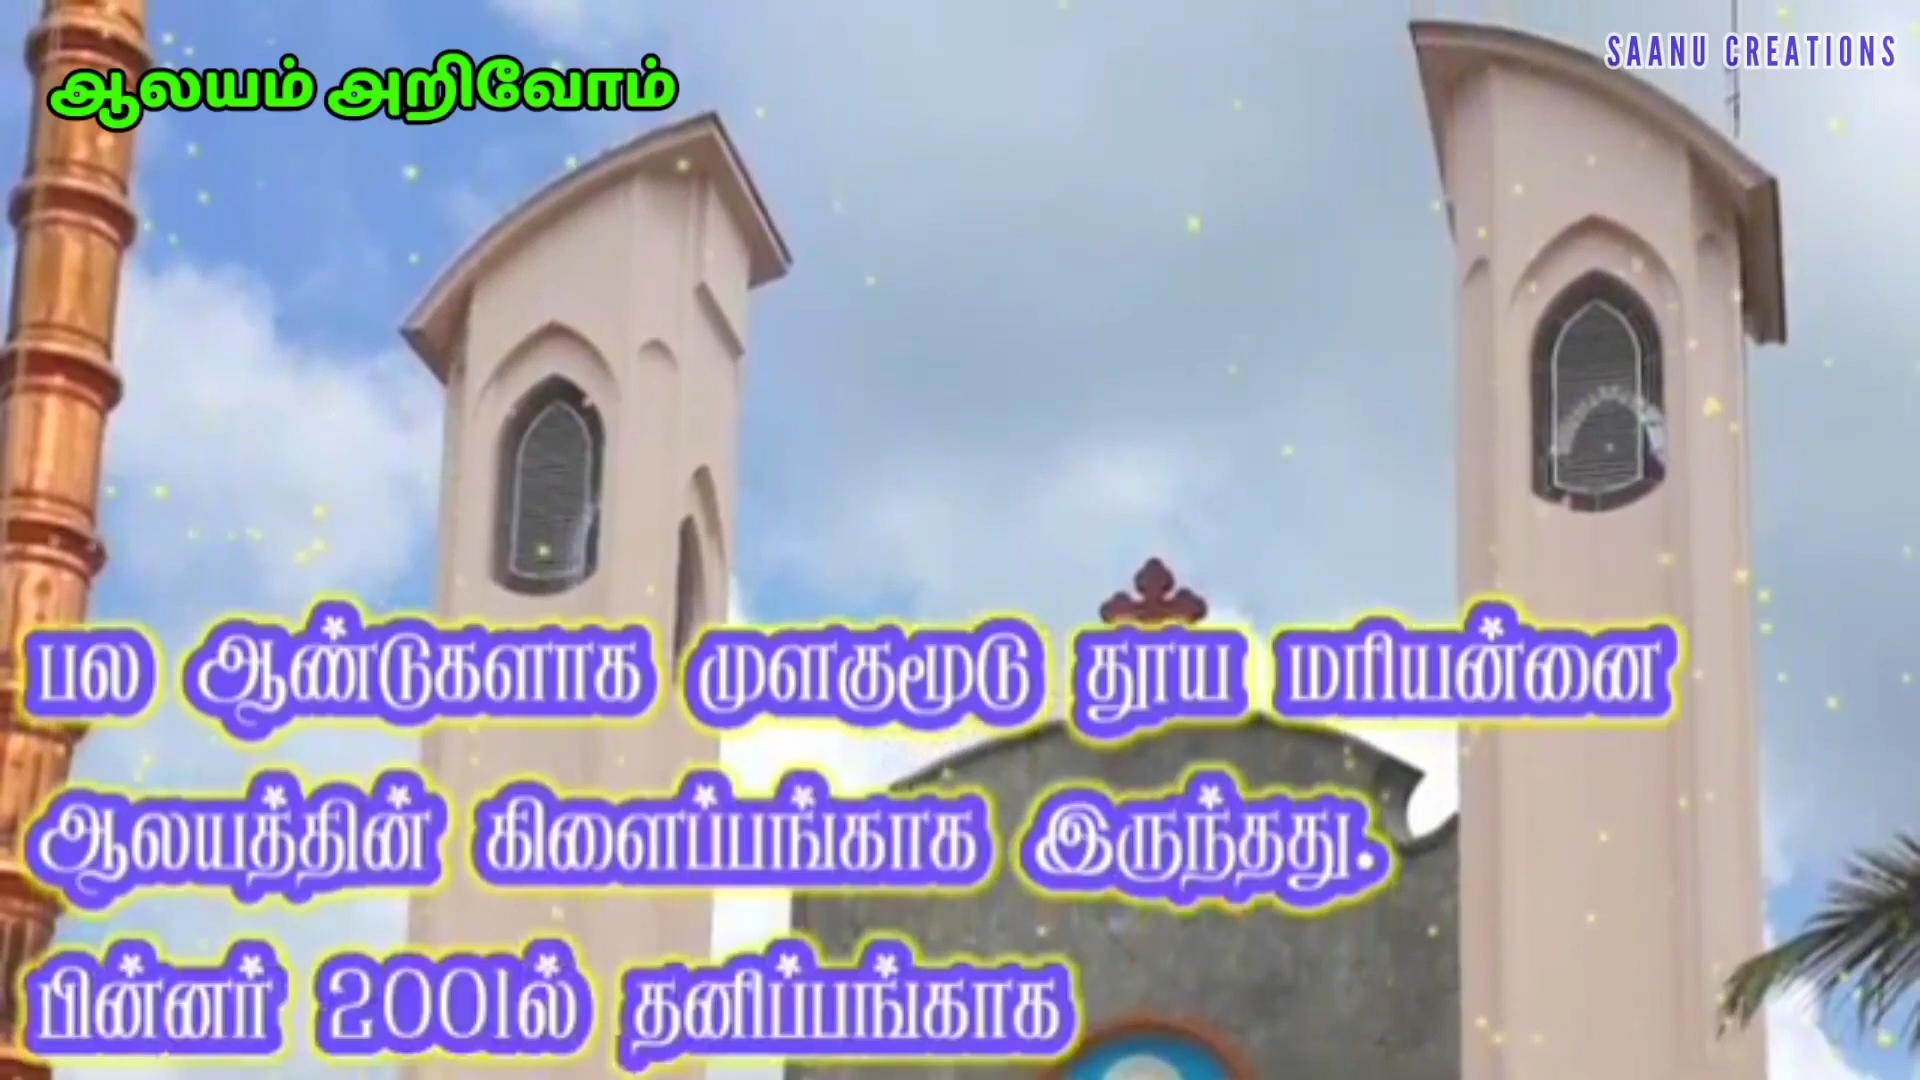 ஆலயம் அறிவோம்
SAANU CREATIONS
பல ஆண்டுகளாக முளகுமூடு தூய மரியன்னை
ஆலயத்தின் கிளைப்பங்காக இருந்தது.
பின்னர் 2001ல் தனிப்பங்காக